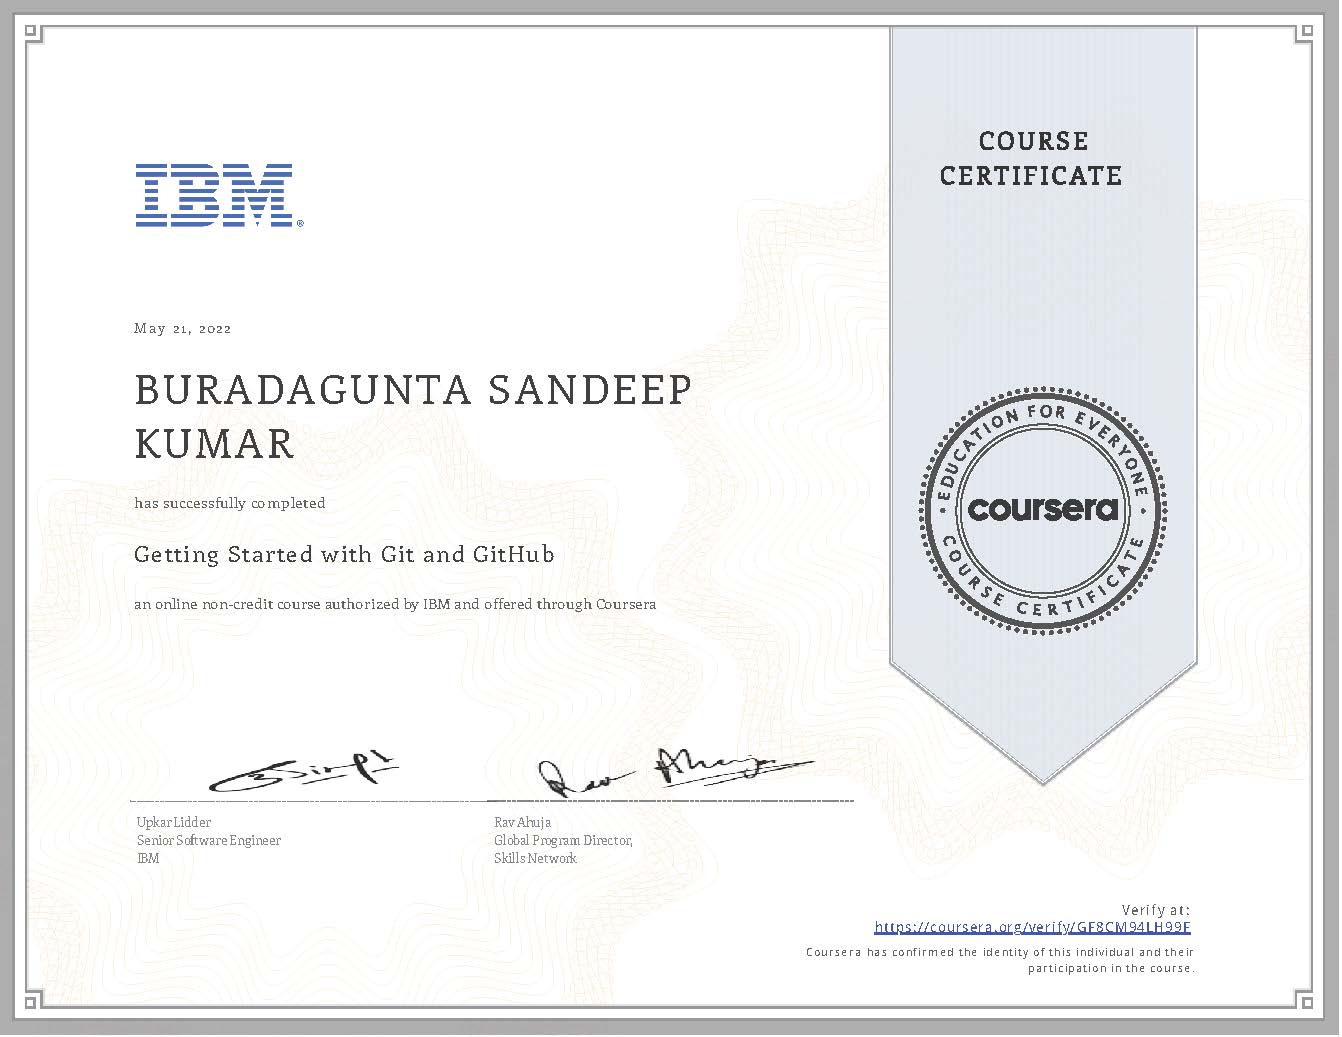 COURSE
CERTIFICATE
IBM®
May 21, 2022
BURADAGUNTA SANDEEP
KUMAR
has successfully completed
Getting Started with Git and GitHub
an online non-credit course authorized by IBM and offered through Coursera
EDUCATION FOR EVERYONE
coursera
COURSE CERTIFICATE
Rav Ahuja
Upkar Lidder
Senior Software Engineer
IBM
Rav Ahuja
Global Program Director,
Skills Network
Verify at:
https://coursera.org/verify/GF8CM94LH99F
Coursera has confirmed the identity of this individual and their
participation in the course.